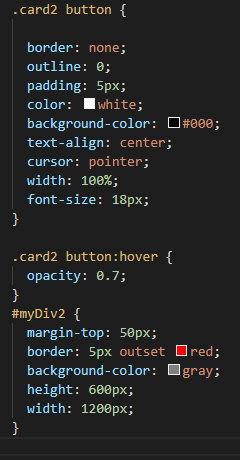 .card2 button {
border: none;
outline: 0;
padding: 5px;
color: white;
background-color: #000;
text-align: center;
cursor: pointer;
width: 100%;
font-size: 18px;
}
.card2 button:hover {
opacity: 0.7;
}
#myDiv2 {
margin-top: 50px;
border: 5px outset red;
background-color: gray;
height: 600px;
width: 1200px;
}